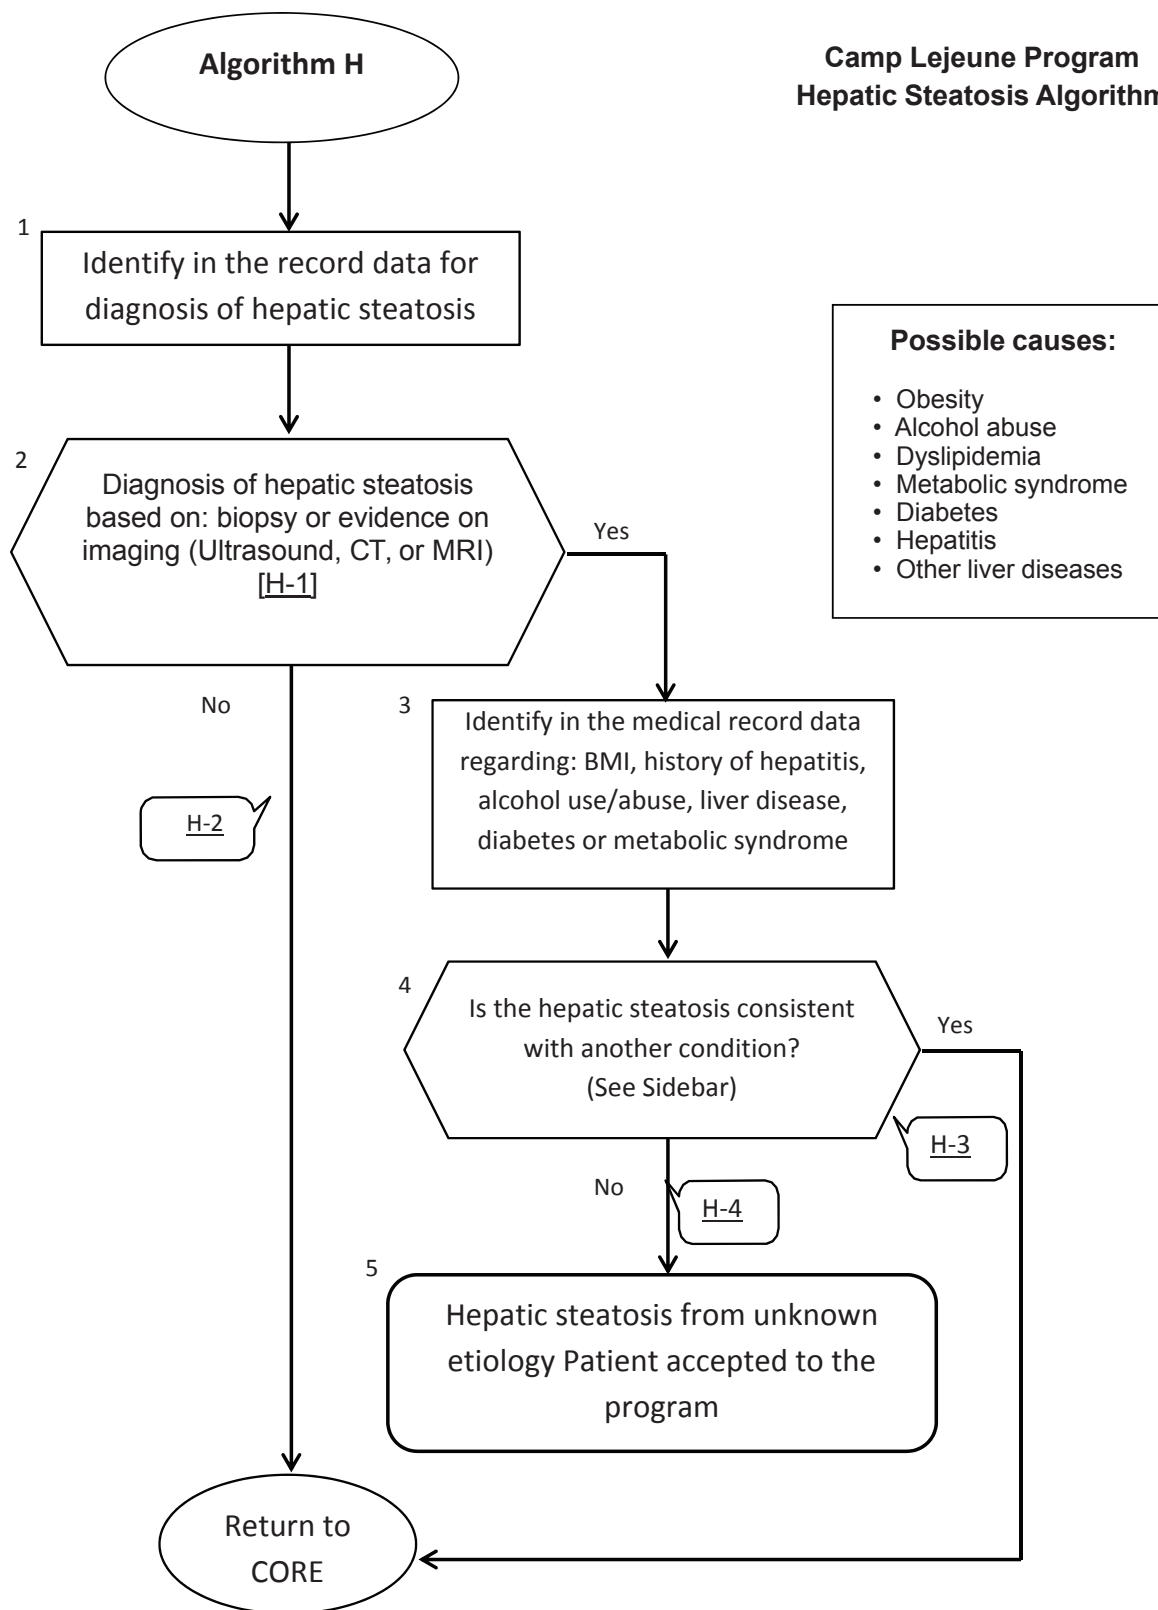 Algorithm H
Camp Lejeune Program
Hepatic Steatosis Algorithm
1
Identify in the record data for
diagnosis of hepatic steatosis
Possible causes:
• Obesity
• Alcohol abuse
• Dyslipidemia
• Metabolic syndrome
• Diabetes
• Hepatitis
• Other liver diseases
2
Diagnosis of hepatic steatosis
based on: biopsy or evidence on
imaging (Ultrasound, CT, or MRI)
[H-1]
Yes
No
3
Identify in the medical record data
regarding: BMI, history of hepatitis,
alcohol use/abuse, liver disease,
diabetes or metabolic syndrome
H-2
4
Is the hepatic steatosis consistent
with another condition?
(See Sidebar)
Yes
H-3
No
H-4
5
Hepatic steatosis from unknown
etiology Patient accepted to the
program
Return to
CORE